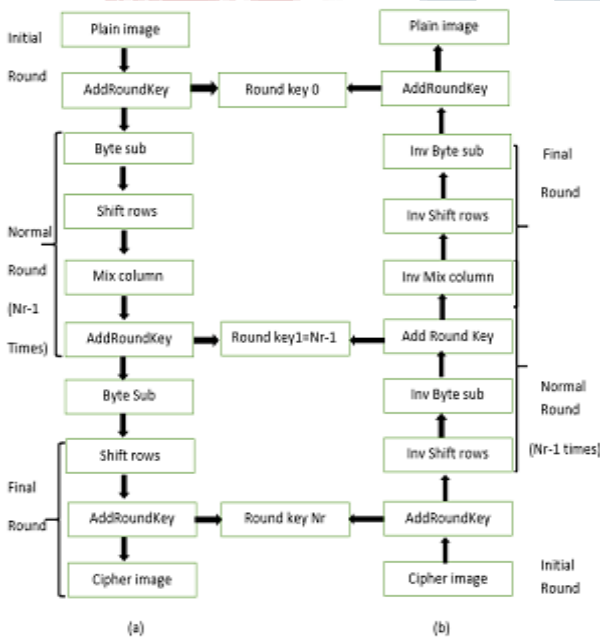 Plain image
Plain image
Initial
Round
AddRoundKey
Round key 0
AddRoundKey
Byte sub
Inv Byte sub
Final
Round
Shift rows
Inv Shift rows
Normal
Round
(Nr-1
Times)
Mix column
Inv Mix column
AddRoundKey
Round key1=Nr-1
Add Round Key
Byte Sub
Inv Byte sub
Normal
Round
(Nr-1 times)
Shift rows
Inv Shift rows
Final
Round
AddRoundKey
Round key Nr
AddRoundKey
Cipher image
Cipher image
Initial
Round
(a)
(b)